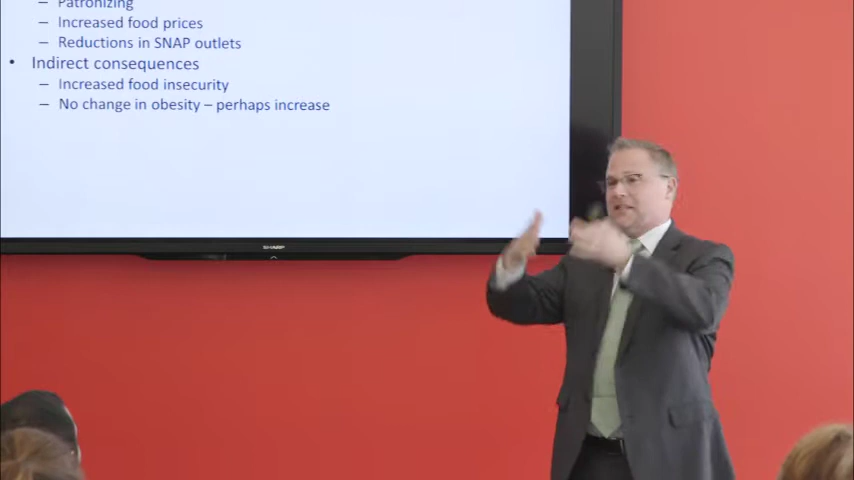 – Patronizing
– Increased food prices
– Reductions in SNAP outlets
• Indirect consequences
– Increased food insecurity
– No change in obesity – perhaps increase
SHARP